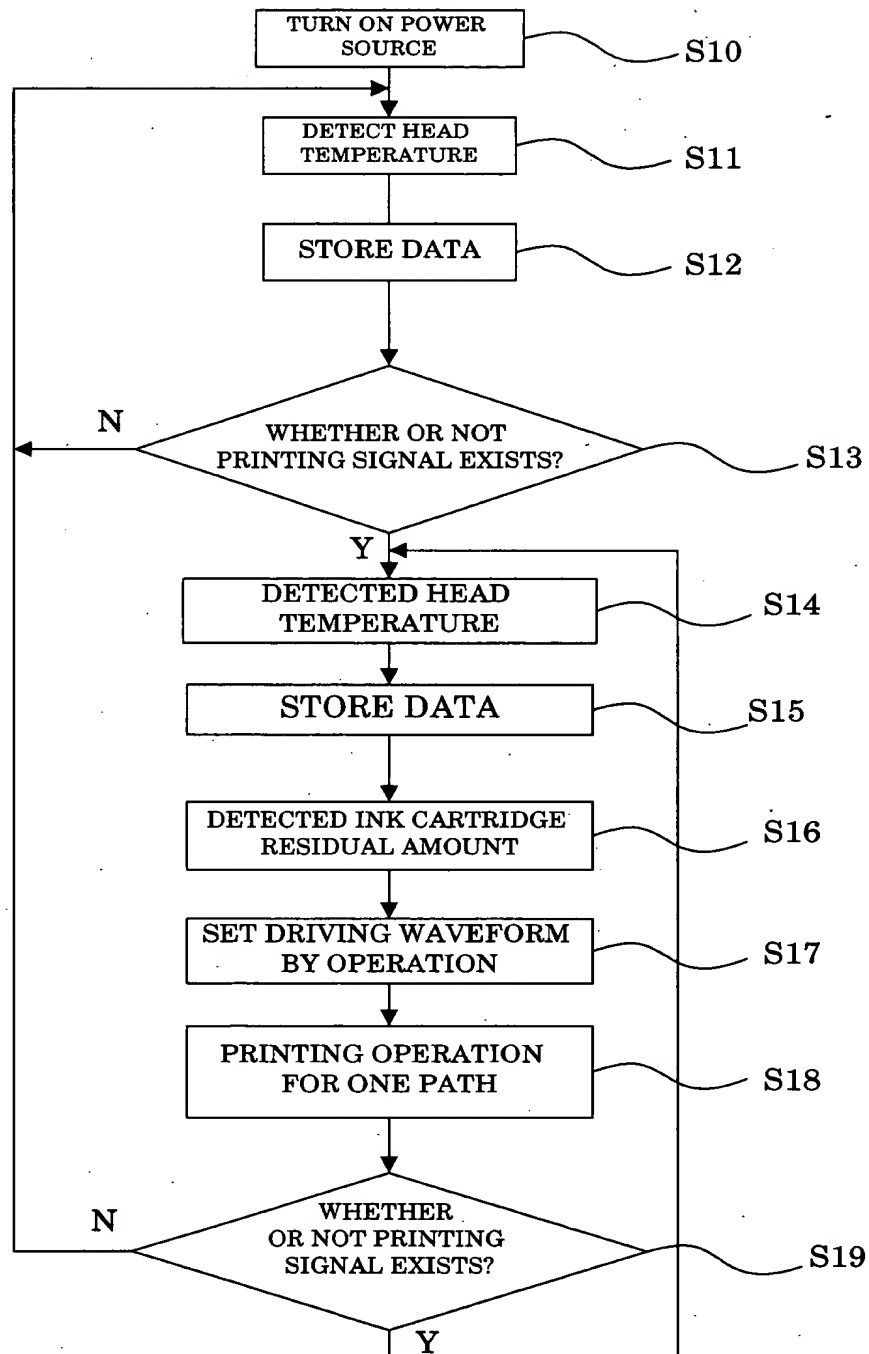 TURN ON POWER
SOURCE
S10
DETECT HEAD
TEMPERATURE
S11
STORE DATA
S12
N
WHETHER OR NOT
PRINTING SIGNAL EXISTS?
S13
Y
DETECTED HEAD
TEMPERATURE
S14
STORE DATA
S15
DETECTED INK CARTRIDGE
RESIDUAL AMOUNT
S16
SET DRIVING WAVEFORM
BY OPERATION
S17
PRINTING OPERATION
FOR ONE PATH
S18
N
WHETHER
OR NOT PRINTING
SIGNAL EXISTS?
S19
Y